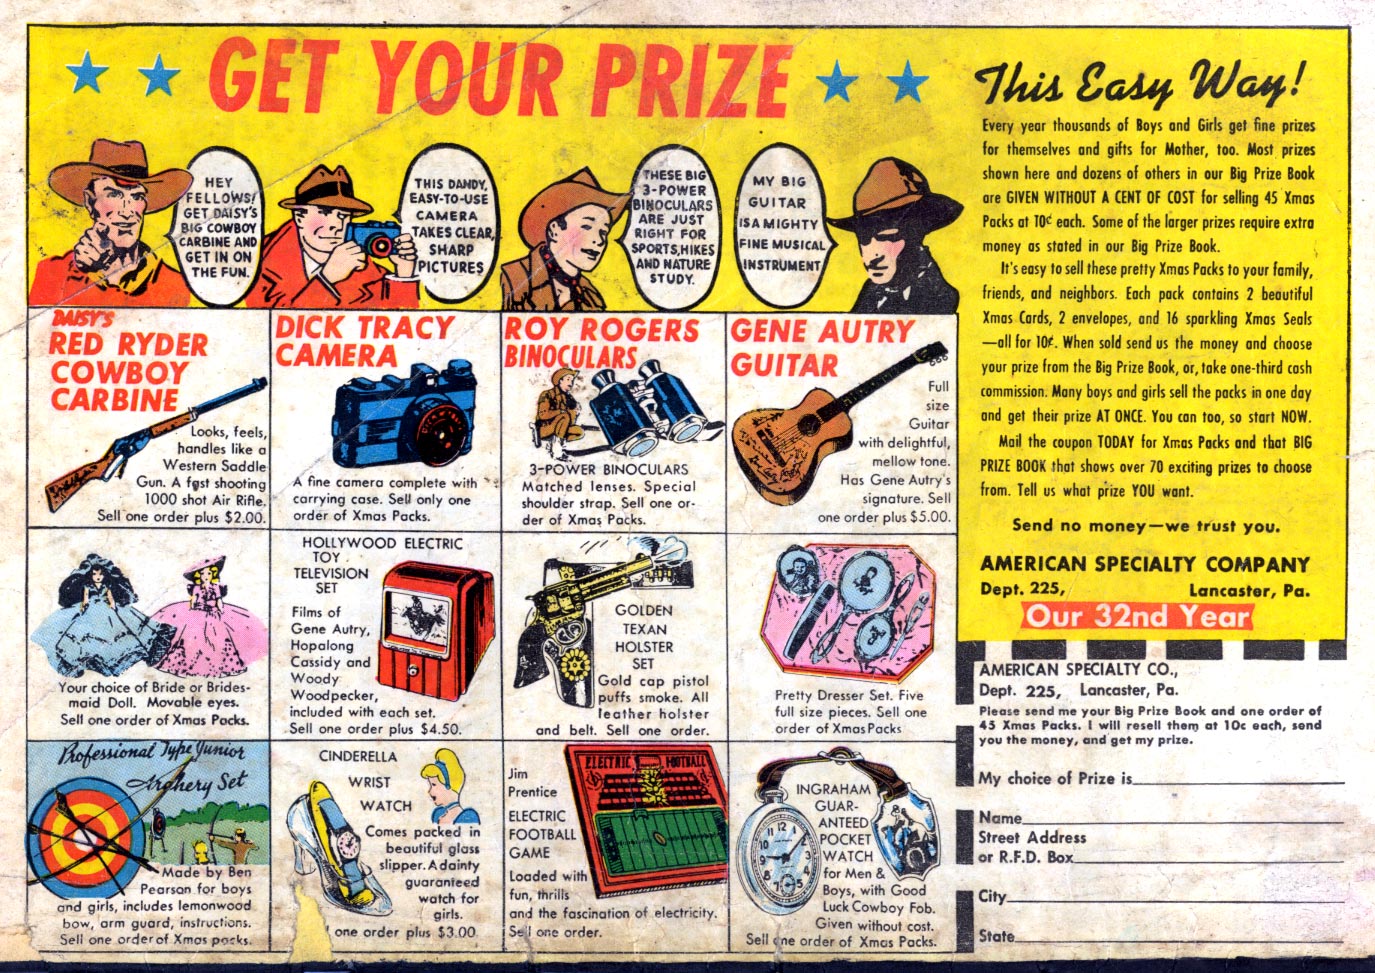 GET YOUR PRIZE
This Easy Way!
HEY
FELLOWS!
GET DAISY'S
BIG COWBOY
CARBINE AND
GET IN ON
THE FUN.
THIS DANDY,
EASY-TO-USE
CAMERA
TAKES CLEAR,
SHARP
PICTURES
THESE BIG
3-POWER
BINOCULARS
ARE JUST
RIGHT FOR
SPORTS, HIKES
AND NATURE
STUDY.
MY BIG
GUITAR
IS A MIGHTY
FINE MUSICAL
INSTRUMENT
Every year thousands of Boys and Girls get fine prizes
for themselves and gifts for Mother, too. Most prizes
shown here and dozens of others in our Big Prize Book
are GIVEN WITHOUT A CENT OF COST for selling 45 Xmas
Packs at 10¢ each. Some of the larger prizes require extra
money as stated in our Big Prize Book.
It's easy to sell these pretty Xmas Packs to your family,
friends, and neighbors. Each pack contains 2 beautiful
Xmas Cards, 2 envelopes, and 16 sparkling Xmas Seals
—all for 10¢. When sold send us the money and choose
your prize from the Big Prize Book, or, take one-third cash
commission. Many boys and girls sell the packs in one day
and get their prize AT ONCE. You can too, so start NOW.
Mail the coupon TODAY for Xmas Packs and that BIG
PRIZE BOOK that shows over 70 exciting prizes to choose
from. Tell us what prize YOU want.
Send no money—we trust you.
AMERICAN SPECIALTY COMPANY
Dept. 225, Lancaster, Pa.
Our 32nd Year
DAISY'S
RED RYDER
COWBOY
CARBINE
Looks, feels,
handles like a
Western Saddle
Gun. A fast shooting
1000 shot Air Rifle.
Sell one order plus $2.00.
DICK TRACY
CAMERA
A fine camera complete with
carrying case. Sell only one
order of Xmas Packs.
ROY ROGERS
BINOCULARS
3-POWER BINOCULARS
Matched lenses. Special
shoulder strap. Sell one or-
der of Xmas Packs.
GENE AUTRY
GUITAR
Full
size
Guitar
with delightful,
mellow tone.
Has Gene Autry's
signature. Sell
one order plus $5.00.
Your choice of Bride or Brides-
maid Doll. Movable eyes.
Sell one order of Xmas Packs.
HOLLYWOOD ELECTRIC
TOY
TELEVISION
SET
Films of
Gene Autry,
Hopalong
Cassidy and
Woody
Woodpecker,
included with each set.
Sell one order plus $4.50.
GOLDEN
TEXAN
HOLSTER
SET
Gold cap pistol
puffs smoke. All
leather holster
and belt. Sell one order.
Pretty Dresser Set. Five
full size pieces. Sell one
order of Xmas Packs
Professional Type Junior
Archery Set
Made by Ben
Pearson for boys
and girls, includes lemonwood
bow, arm guard, instructions.
Sell one order of Xmas packs.
CINDERELLA
WRIST
WATCH
Comes packed in
beautiful glass
slipper. A dainty
guaranteed
watch for
girls.
one order plus $3.00
Jim
Prentice
ELECTRIC
FOOTBALL
GAME
Loaded with
fun, thrills
and the fascination of electricity.
Sell one order.
ELECTRIC FOOTBALL
INGRAHAM
GUAR-
ANTEED
POCKET
WATCH
for Men &
Boys, with Good
Luck Cowboy Fob.
Given without cost.
Sell one order of Xmas Packs.
AMERICAN SPECIALTY CO.,
Dept. 225, Lancaster, Pa.
Please send me your Big Prize Book and one order of
45 Xmas Packs. I will resell them at 10c each, send
you the money, and get my prize.
My choice of Prize is
Name
Street Address
or R.F.D. Box
City
State